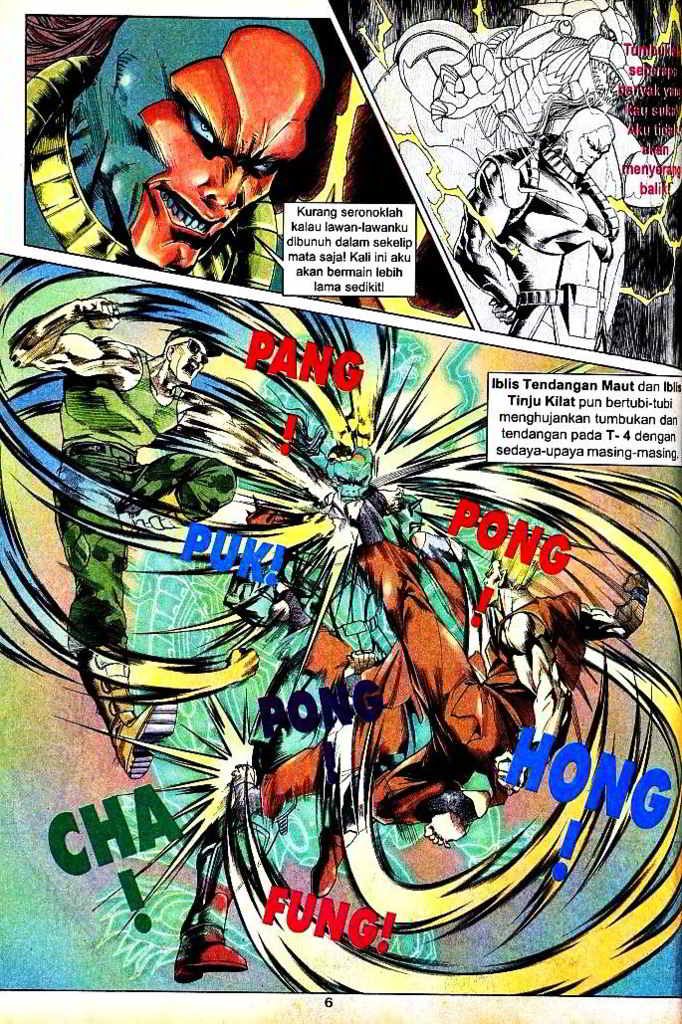 Kurang seronoklah
kalau lawan-lawanku
dibunuh dalam sekelip
mata saja! Kali ini aku
akan bermain lebih
lama sedikit!
Tumbuklah
seberapa
banyak yang
kau suka!
Aku tidak
akan
menyerang
balik!
Iblis Tendangan Maut dan Iblis
Tinju Kilat pun bertubi-tubi
menghujankan tumbukan dan
tendangan pada T- 4 dengan
sedaya-upaya masing-masing.
PANG
!
PUK!
PONG
!
PONG
!
HONG
!
CHA
!
FUNG!
6